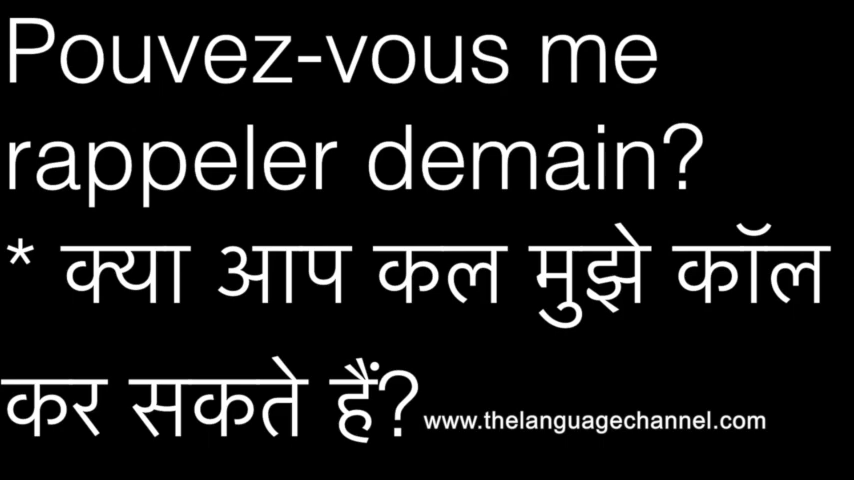 Pouvez-vous me
rappeler demain?
* क्या आप कल मुझे कॉल
कर सकते हैं?
www.thelanguagechannel.com